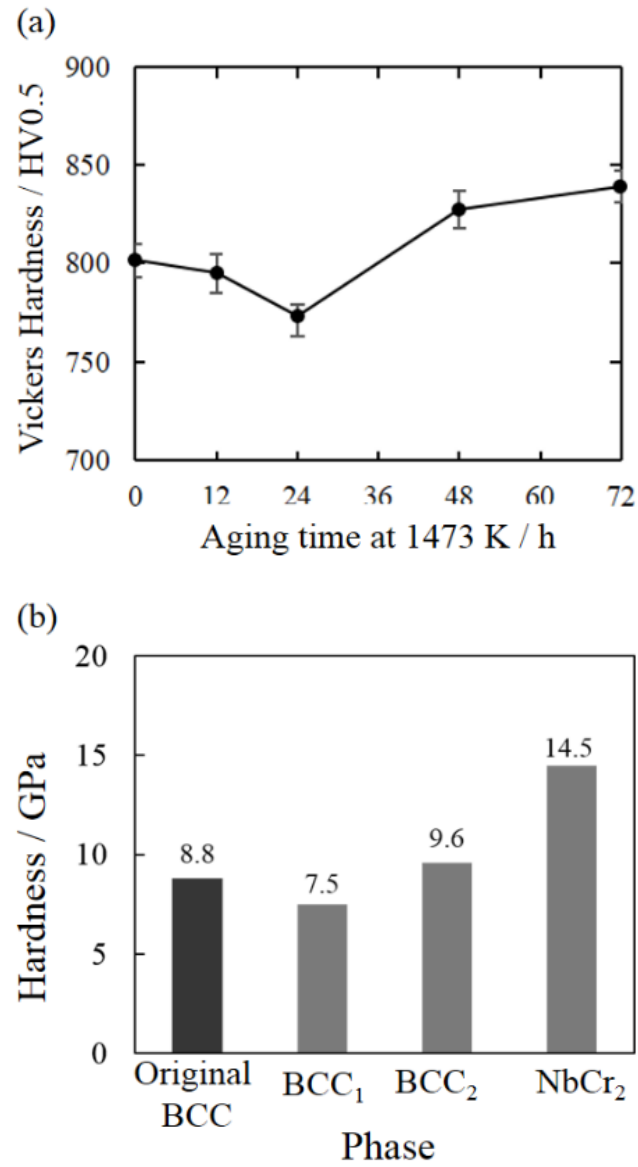 (a)
Vickers Hardness / HV0.5
900
850
800
750
700
0 12 24 36 48 60 72
Aging time at 1473 K / h
(b)
Hardness / GPa
20
15
10
5
0
8.8
7.5
9.6
14.5
Original BCC₁ BCC₂ NbCr₂
BCC
Phase